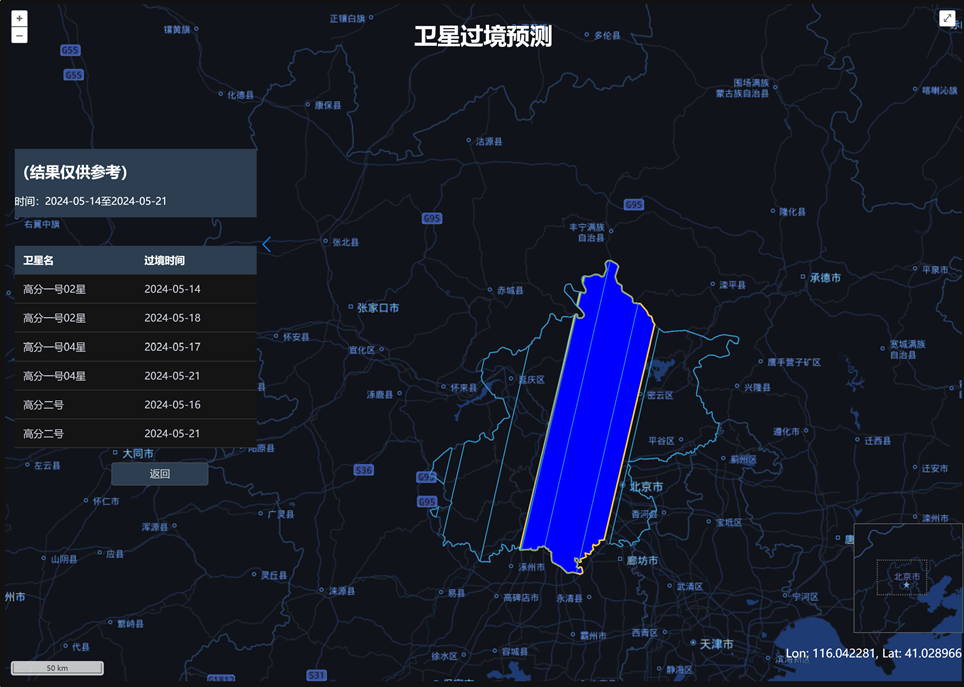 +
−
卫星过境预测
正镶白旗
镶黄旗
多伦县
G55
G55
围场满族
蒙古族自治县
喀喇沁旗
化德县
康保县
沽源县
(结果仅供参考)
时间：2024-05-14至2024-05-21
右翼中旗
G95
G95
隆化县
丰宁满族
自治县
张北县
卫星名 过境时间
高分一号02星 2024-05-14
高分一号02星 2024-05-18
高分一号04星 2024-05-17
高分一号04星 2024-05-21
高分二号 2024-05-16
高分二号 2024-05-21
返回
平泉市
承德市
滦平县
赤城县
张家口市
怀安县
宣化区
宽城满族
自治县
鹰手营子矿区
延庆区
怀来县
兴隆县
涿鹿县
密云区
遵化市
平谷区
迁西县
阳原县
大同市
蓟州区
左云县
S36
G95
迁安市
北京市
怀仁市
G95
广灵县
香河县
宝坻区
滦州市
浑源县
应县
山阴县
廊坊市
涿州市
灵丘县
涞源县
易县
高碑店市
永清县
武清区
宁河区
北京市
州市
繁峙县
霸州市
西青区
天津市
代县
容城县
徐水区
静海区
滨海新区
Lon: 116.042281, Lat: 41.028966
50 km
S31